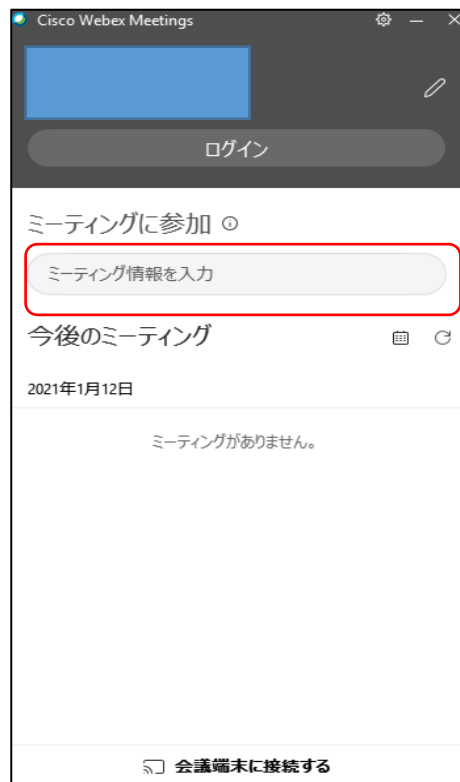 Cisco Webex Meetings
ログイン
ミーティングに参加
ミーティング情報を入力
今後のミーティング
2021年1月12日
ミーティングがありません。
会議端末に接続する